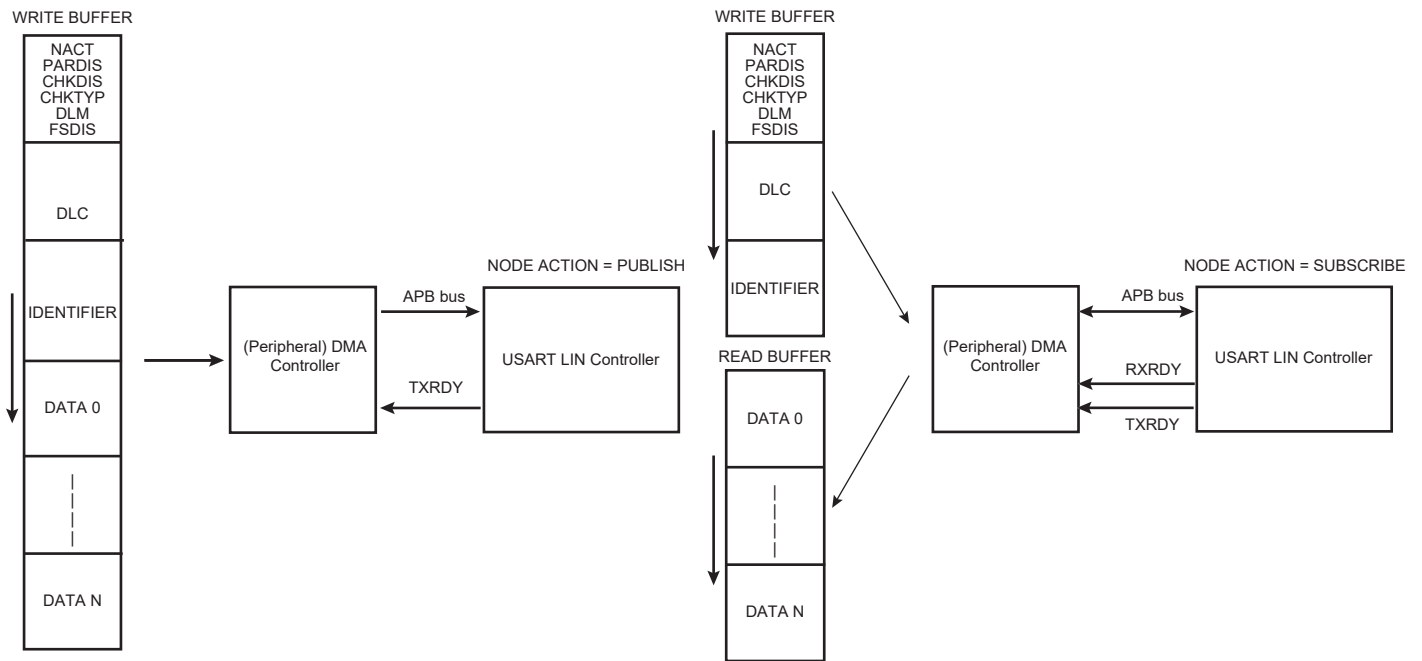 WRITE BUFFER
NACT
PARDIS
CHKDIS
CHKTYP
DLM
FSDIS
DLC
IDENTIFIER
DATA 0
DATA N
(Peripheral) DMA
Controller
APB bus
TXRDY
NODE ACTION = PUBLISH
USART LIN Controller
WRITE BUFFER
NACT
PARDIS
CHKDIS
CHKTYP
DLM
FSDIS
DLC
IDENTIFIER
READ BUFFER
DATA 0
DATA N
(Peripheral) DMA
Controller
APB bus
RXRDY
TXRDY
NODE ACTION = SUBSCRIBE
USART LIN Controller